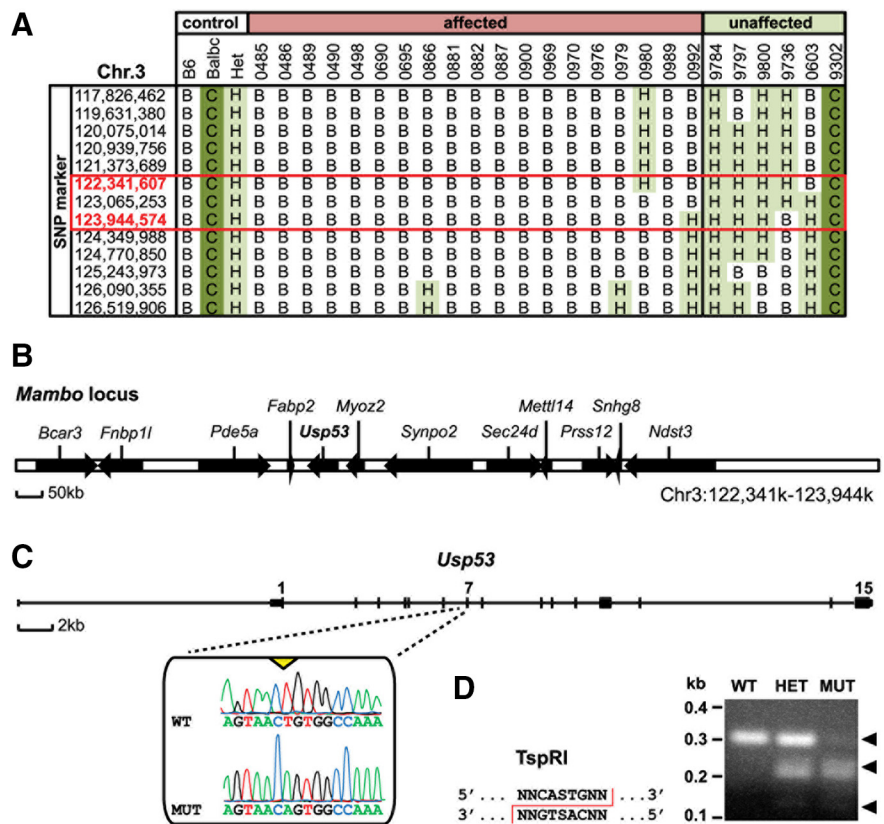 A
control affected unaffected
Chr.3 B6 Balbc Het 0485 0486 0489 0490 0498 0690 0695 0866 0881 0882 0887 0900 0969 0970 0976 0979 0980 0989 0992 9784 9797 9800 9736 0603 9302
SNP marker
117,826,462 B C H B B B B B B B B B B B B B B B B H B B H B H H B C
119,631,380 B C H B B B B B B B B B B B B B B B B H B B H B H H B C
120,075,014 B C H B B B B B B B B B B B B B B B B H B B H H H H B C
120,939,756 B C H B B B B B B B B B B B B B B B B H B B H H H H B C
121,373,689 B C H B B B B B B B B B B B B B B B B H B B H H H H B C
122,341,607 B C H B B B B B B B B B B B B B B B B H B B H H H H B C
123,065,253 B C H B B B B B B B B B B B B B B B B B B B H H H H H C
123,944,574 B C H B B B B B B B B B B B B B B B B B B H H H H B H C
124,349,988 B C H B B B B B B B B B B B B B B B B B B H H H H B H C
124,770,850 B C H B B B B B B B B B B B B B B B B B B H H H H B H C
125,243,973 B C H B B B B B B B B B B B B B B B B B B H H B B B H C
126,090,355 B C H B B B B B B B H B B B B B B B H B B H H H B B H C
126,519,906 B C H B B B B B B B H B B B B B B B H B B H H H B B H C
B
Mambo locus
Fabp2 Myoz2 Mettl14 Snhg8
Bcar3 Fnbp1l Pde5a Usp53 Synpo2 Sec24d Prss12 Ndst3
50kb
Chr3:122,341k-123,944k
C
Usp53
1 7 15
2kb
WT
AGTAACTGTGGCCAAA
MUT
AGTAACAGTGGCCAAA
D
TspRI
5′ ... NNCASTGNN ...3′
3′ ... NNGTSACNN ... 5′
kb WT HET MUT
0.4
0.3
0.2
0.1